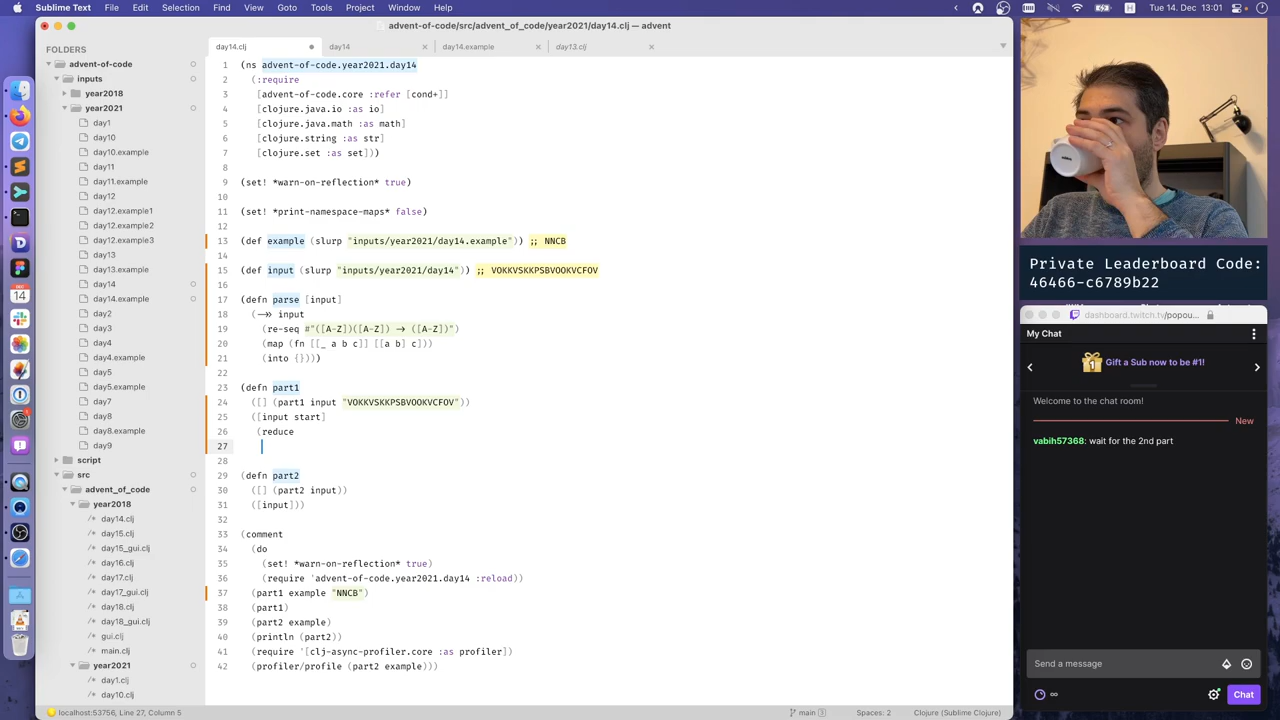 Sublime Text File Edit Selection Find View Goto Tools Project Window Help
Tue 14 Dec 13:01
advent-of-code/src/advent_of_code/year2021/day14.clj — advent
FOLDERS
advent-of-code
inputs
year2018
year2021
day1
day10
day10.example
day11
day11.example
day12
day12.example1
day12.example2
day12.example3
day13
day13.example
day14
day14.example
day2
day3
day4
day4.example
day5
day5.example
day7
day8
day8.example
day9
script
src
advent_of_code
year2018
/* day14.clj
/* day15.clj
/* day15_gui.clj
/* day16.clj
/* day17.clj
/* day17_gui.clj
/* day18.clj
/* day18_gui.clj
/* gui.clj
/* main.clj
year2021
/* day1.clj
/* day10.clj
day14.clj day14 day14.example day13.clj
1 (ns advent-of-code.year2021.day14
2 (:require
3 [advent-of-code.core :refer [cond+]]
4 [clojure.java.io :as io]
5 [clojure.java.math :as math]
6 [clojure.string :as str]
7 [clojure.set :as set]))
8
9 (set! *warn-on-reflection* true)
10
11 (set! *print-namespace-maps* false)
12
13 (def example (slurp "inputs/year2021/day14.example")) ;; NNCB
14
15 (def input (slurp "inputs/year2021/day14")) ;; VOKKVSKKPSBVOOKVCFOV
16
17 (defn parse [input]
18 (->> input
19 (re-seq #"([A-Z])([A-Z]) -> ([A-Z])")
20 (map (fn [[_ a b c]] [[a b] c]))
21 (into {})))
22
23 (defn part1
24 ([] (part1 input "VOKKVSKKPSBVOOKVCFOV"))
25 ([input start]
26 (reduce
27
28
29 (defn part2
30 ([] (part2 input))
31 ([input]))
32
33 (comment
34 (do
35 (set! *warn-on-reflection* true)
36 (require 'advent-of-code.year2021.day14 :reload))
37 (part1 example "NNCB")
38 (part1)
39 (part2 example)
40 (println (part2))
41 (require '[clj-async-profiler.core :as profiler])
42 (profiler/profile (part2 example)))
localhost:53756, Line 27, Column 5
main 3
Spaces: 2
Clojure (Sublime Clojure)
Private Leaderboard Code:
46466-c6789b22
dashboard.twitch.tv/popou...
My Chat
Gift a Sub now to be #1!
Welcome to the chat room!
New
vabih57368: wait for the 2nd part
Send a message
Chat